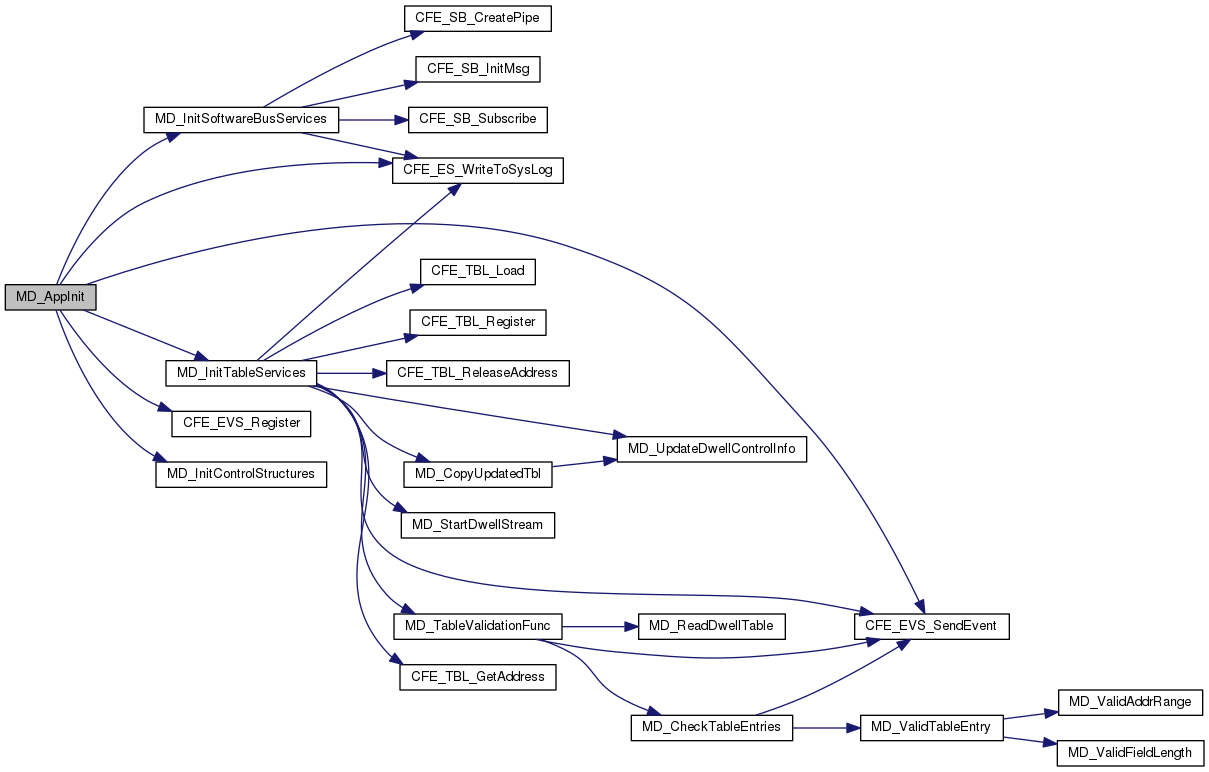 CFE_SB_CreatePipe
CFE_SB_InitMsg
MD_InitSoftwareBusServices
CFE_SB_Subscribe
CFE_ES_WriteToSysLog
CFE_TBL_Load
MD_AppInit
CFE_TBL_Register
MD_InitTableServices
CFE_TBL_ReleaseAddress
CFE_EVS_Register
MD_UpdateDwellControlInfo
MD_InitControlStructures
MD_CopyUpdatedTbl
MD_StartDwellStream
MD_TableValidationFunc
MD_ReadDwellTable
CFE_EVS_SendEvent
CFE_TBL_GetAddress
MD_ValidAddrRange
MD_CheckTableEntries
MD_ValidTableEntry
MD_ValidFieldLength